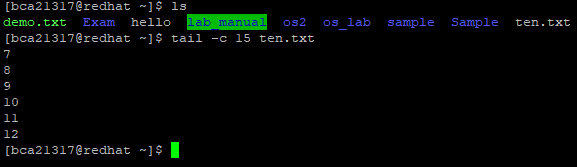 [bca21317@redhat ~]$ ls
demo.txt Exam hello lab_manual os2 os_lab sample Sample ten.txt
[bca21317@redhat ~]$ tail -c 15 ten.txt
7
8
9
10
11
12
[bca21317@redhat ~]$